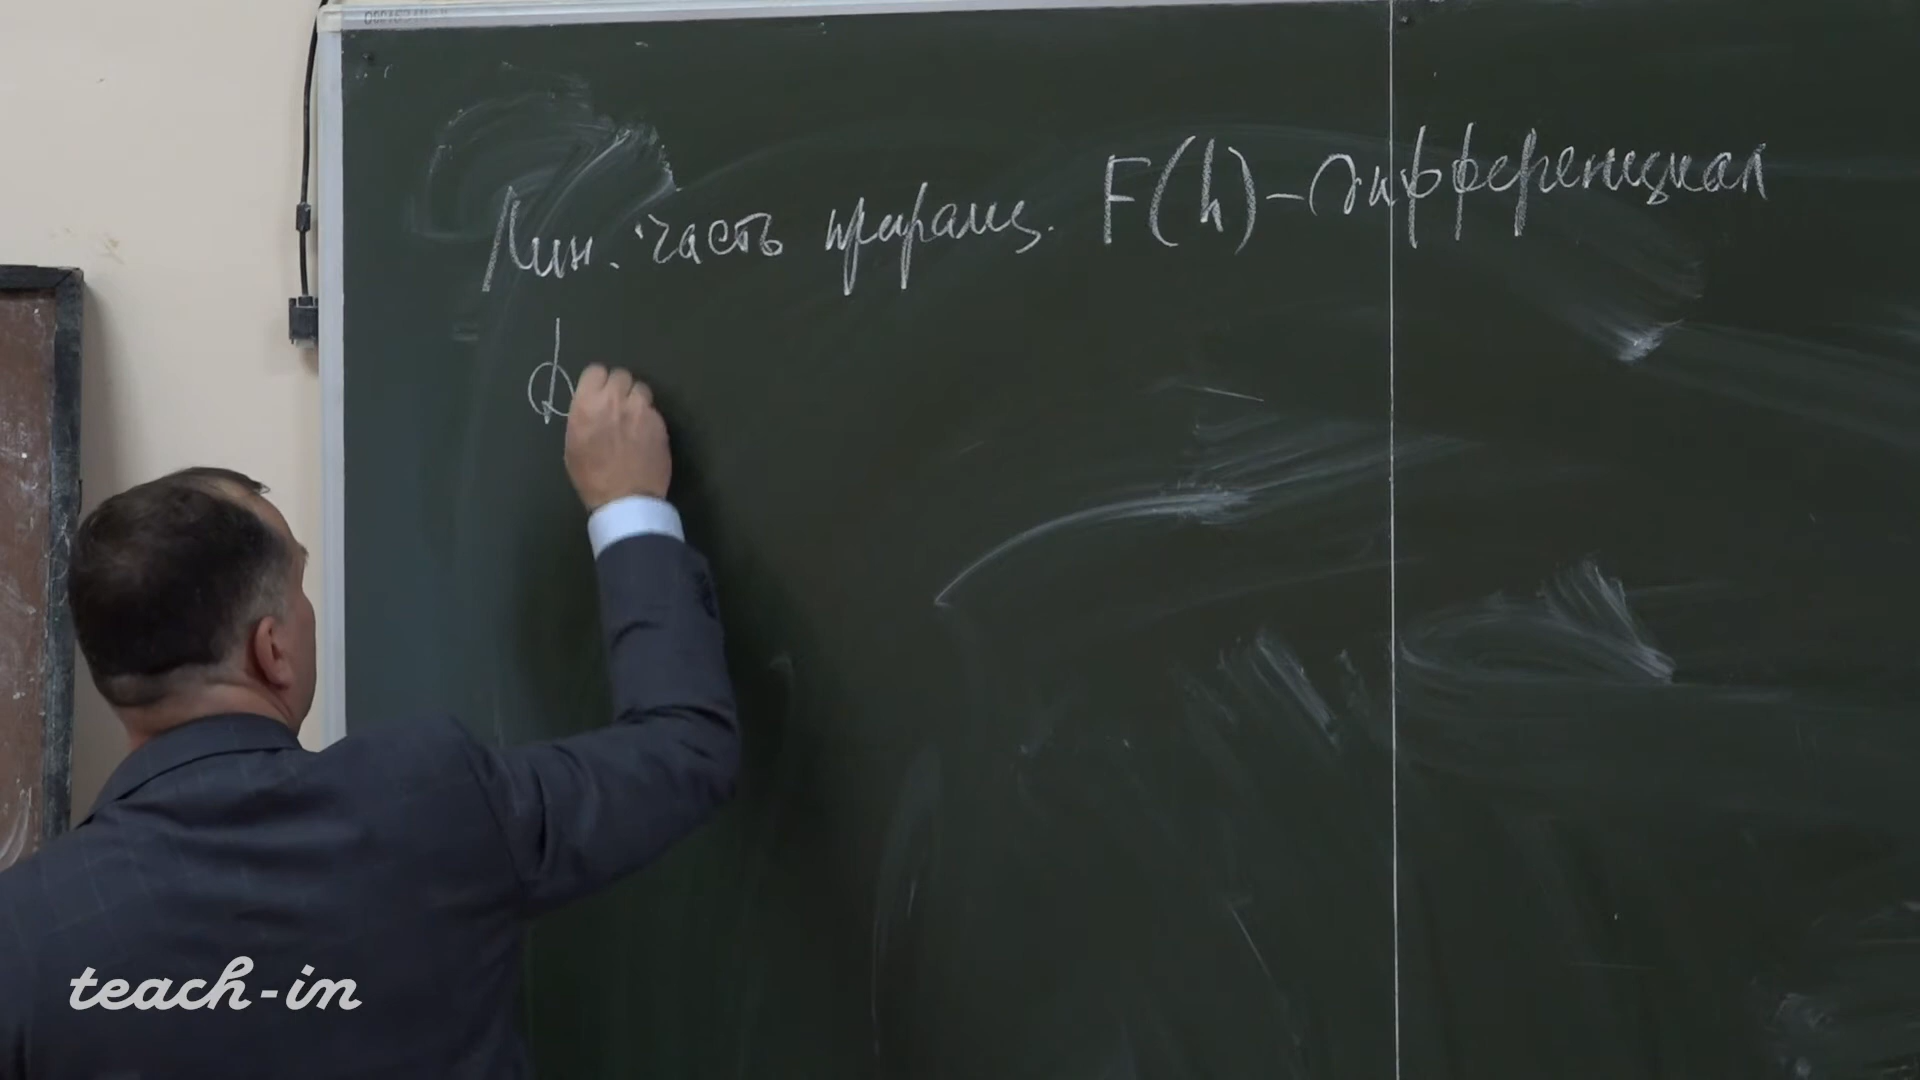 Лин. часть приращ. F(h) – дифференциал
Ф
teach-in